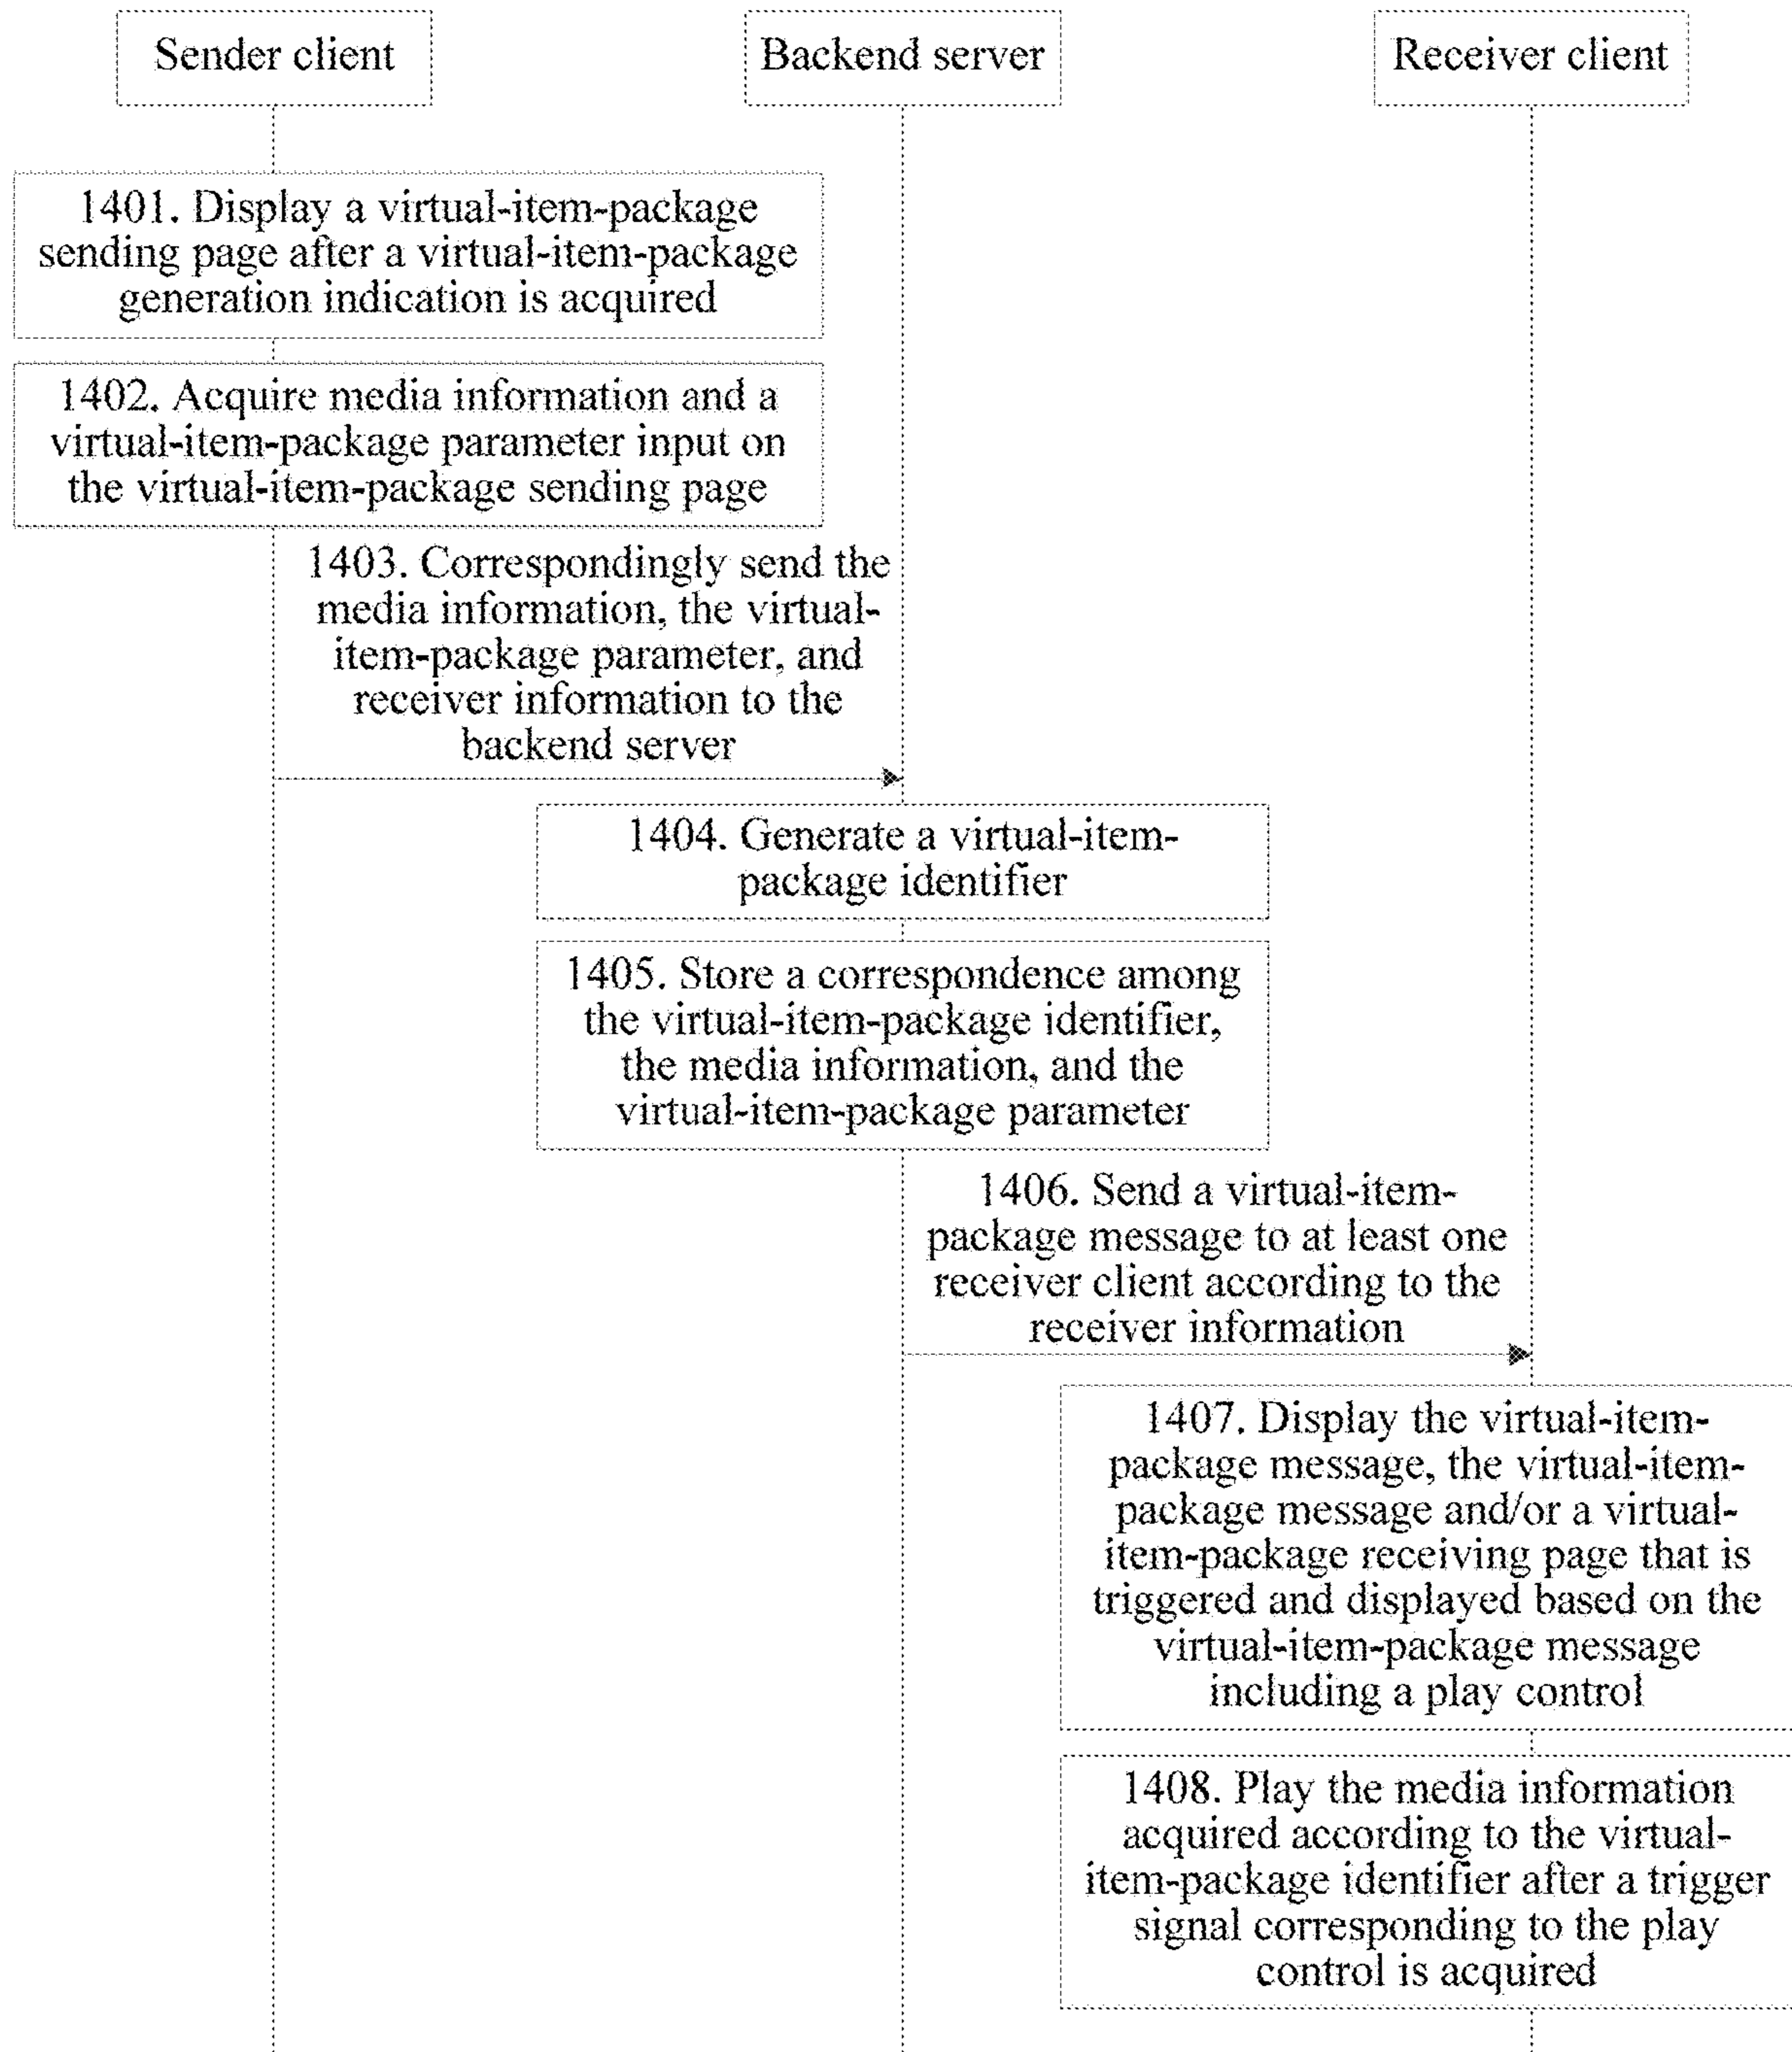 Sender client
Backend server
Receiver client
1401. Display a virtual-item-package
sending page after a virtual-item-package
generation indication is acquired
1402. Acquire media information and a
virtual-item-package parameter input on
the virtual-item-package sending page
1403. Correspondingly send the
media information, the virtual-
item-package parameter, and
receiver information to the
backend server
1404. Generate a virtual-item-
package identifier
1405. Store a correspondence among
the virtual-item-package identifier,
the media information, and the
virtual-item-package parameter
1406. Send a virtual-item-
package message to at least one
receiver client according to the
receiver information
1407. Display the virtual-item-
package message, the virtual-item-
package message and/or a virtual-
item-package receiving page that is
triggered and displayed based on the
virtual-item-package message
including a play control
1408. Play the media information
acquired according to the virtual-
item-package identifier after a trigger
signal corresponding to the play
control is acquired